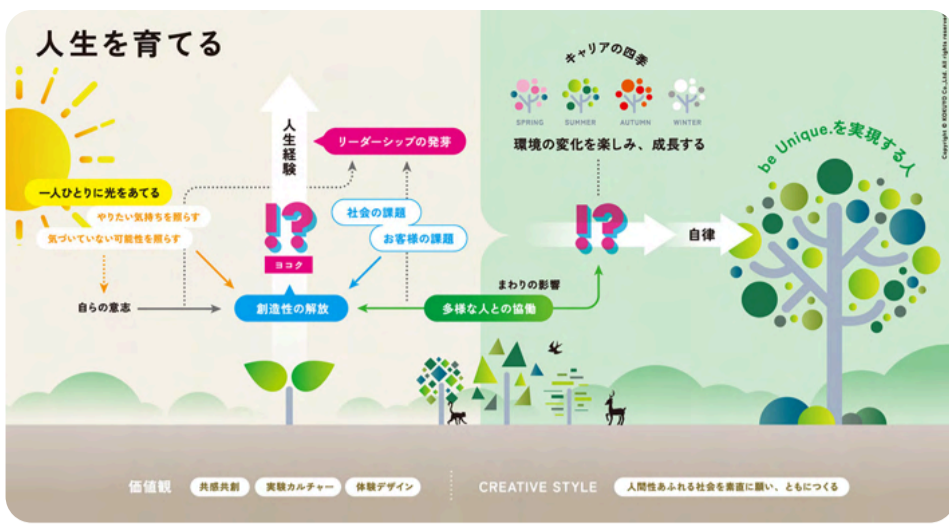 人生を育てる
キャリアの四季
SPRING
SUMMER
AUTUMN
WINTER
環境の変化を楽しみ、成長する
be Unique.を実現する人
人生経験
リーダーシップの発芽
一人ひとりに光をあてる
やりたい気持ちを照らす
気づいていない可能性を照らす
社会の課題
お客様の課題
!?
ヨコク
!?
自律
自らの意志
創造性の解放
まわりの影響
多様な人との協働
価値観
共感共創
実験カルチャー
体験デザイン
CREATIVE STYLE
人間性あふれる社会を素直に願い、ともにつくる
Copyright © KOKUYO Co.,Ltd. All rights reserved